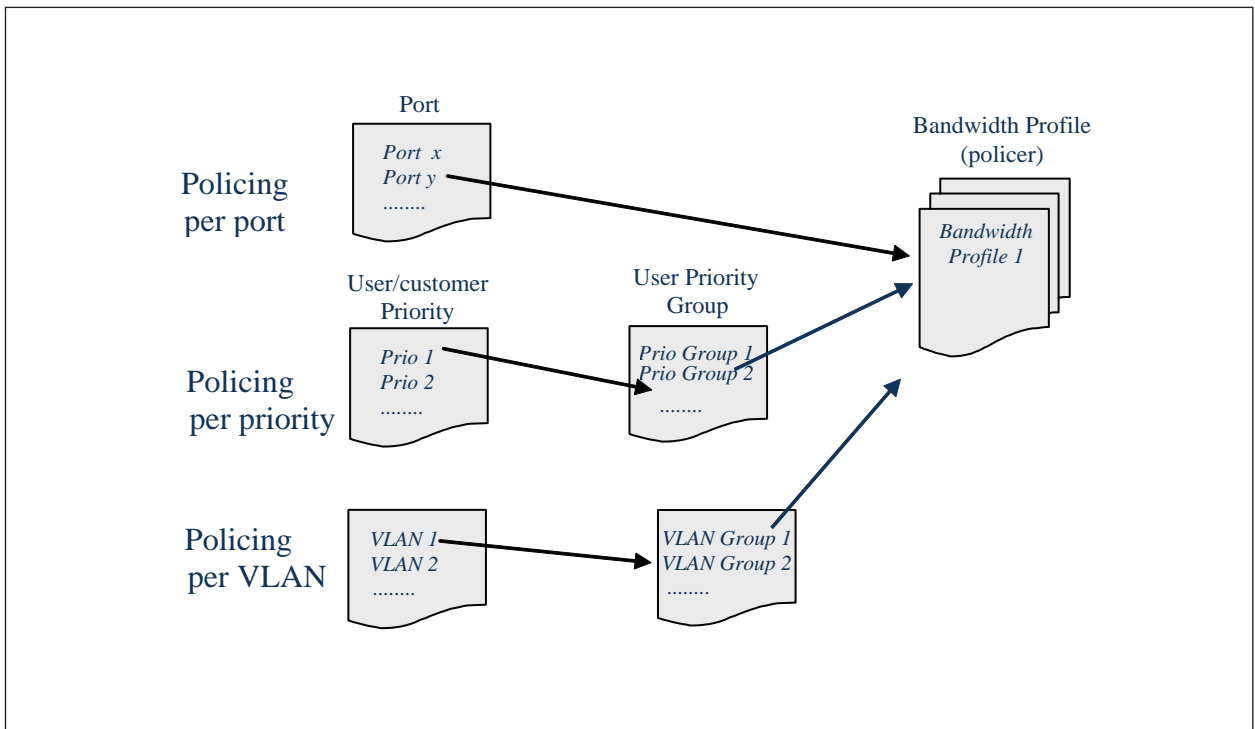 Port
Port x
Port y
........
Policing
per port
Bandwidth Profile
(policer)
Bandwidth
Profile 1
User/customer
Priority
Prio 1
Prio 2
........
User Priority
Group
Prio Group 1
Prio Group 2
........
Policing
per priority
Policing
per VLAN
VLAN 1
VLAN 2
........
VLAN Group 1
VLAN Group 2
........